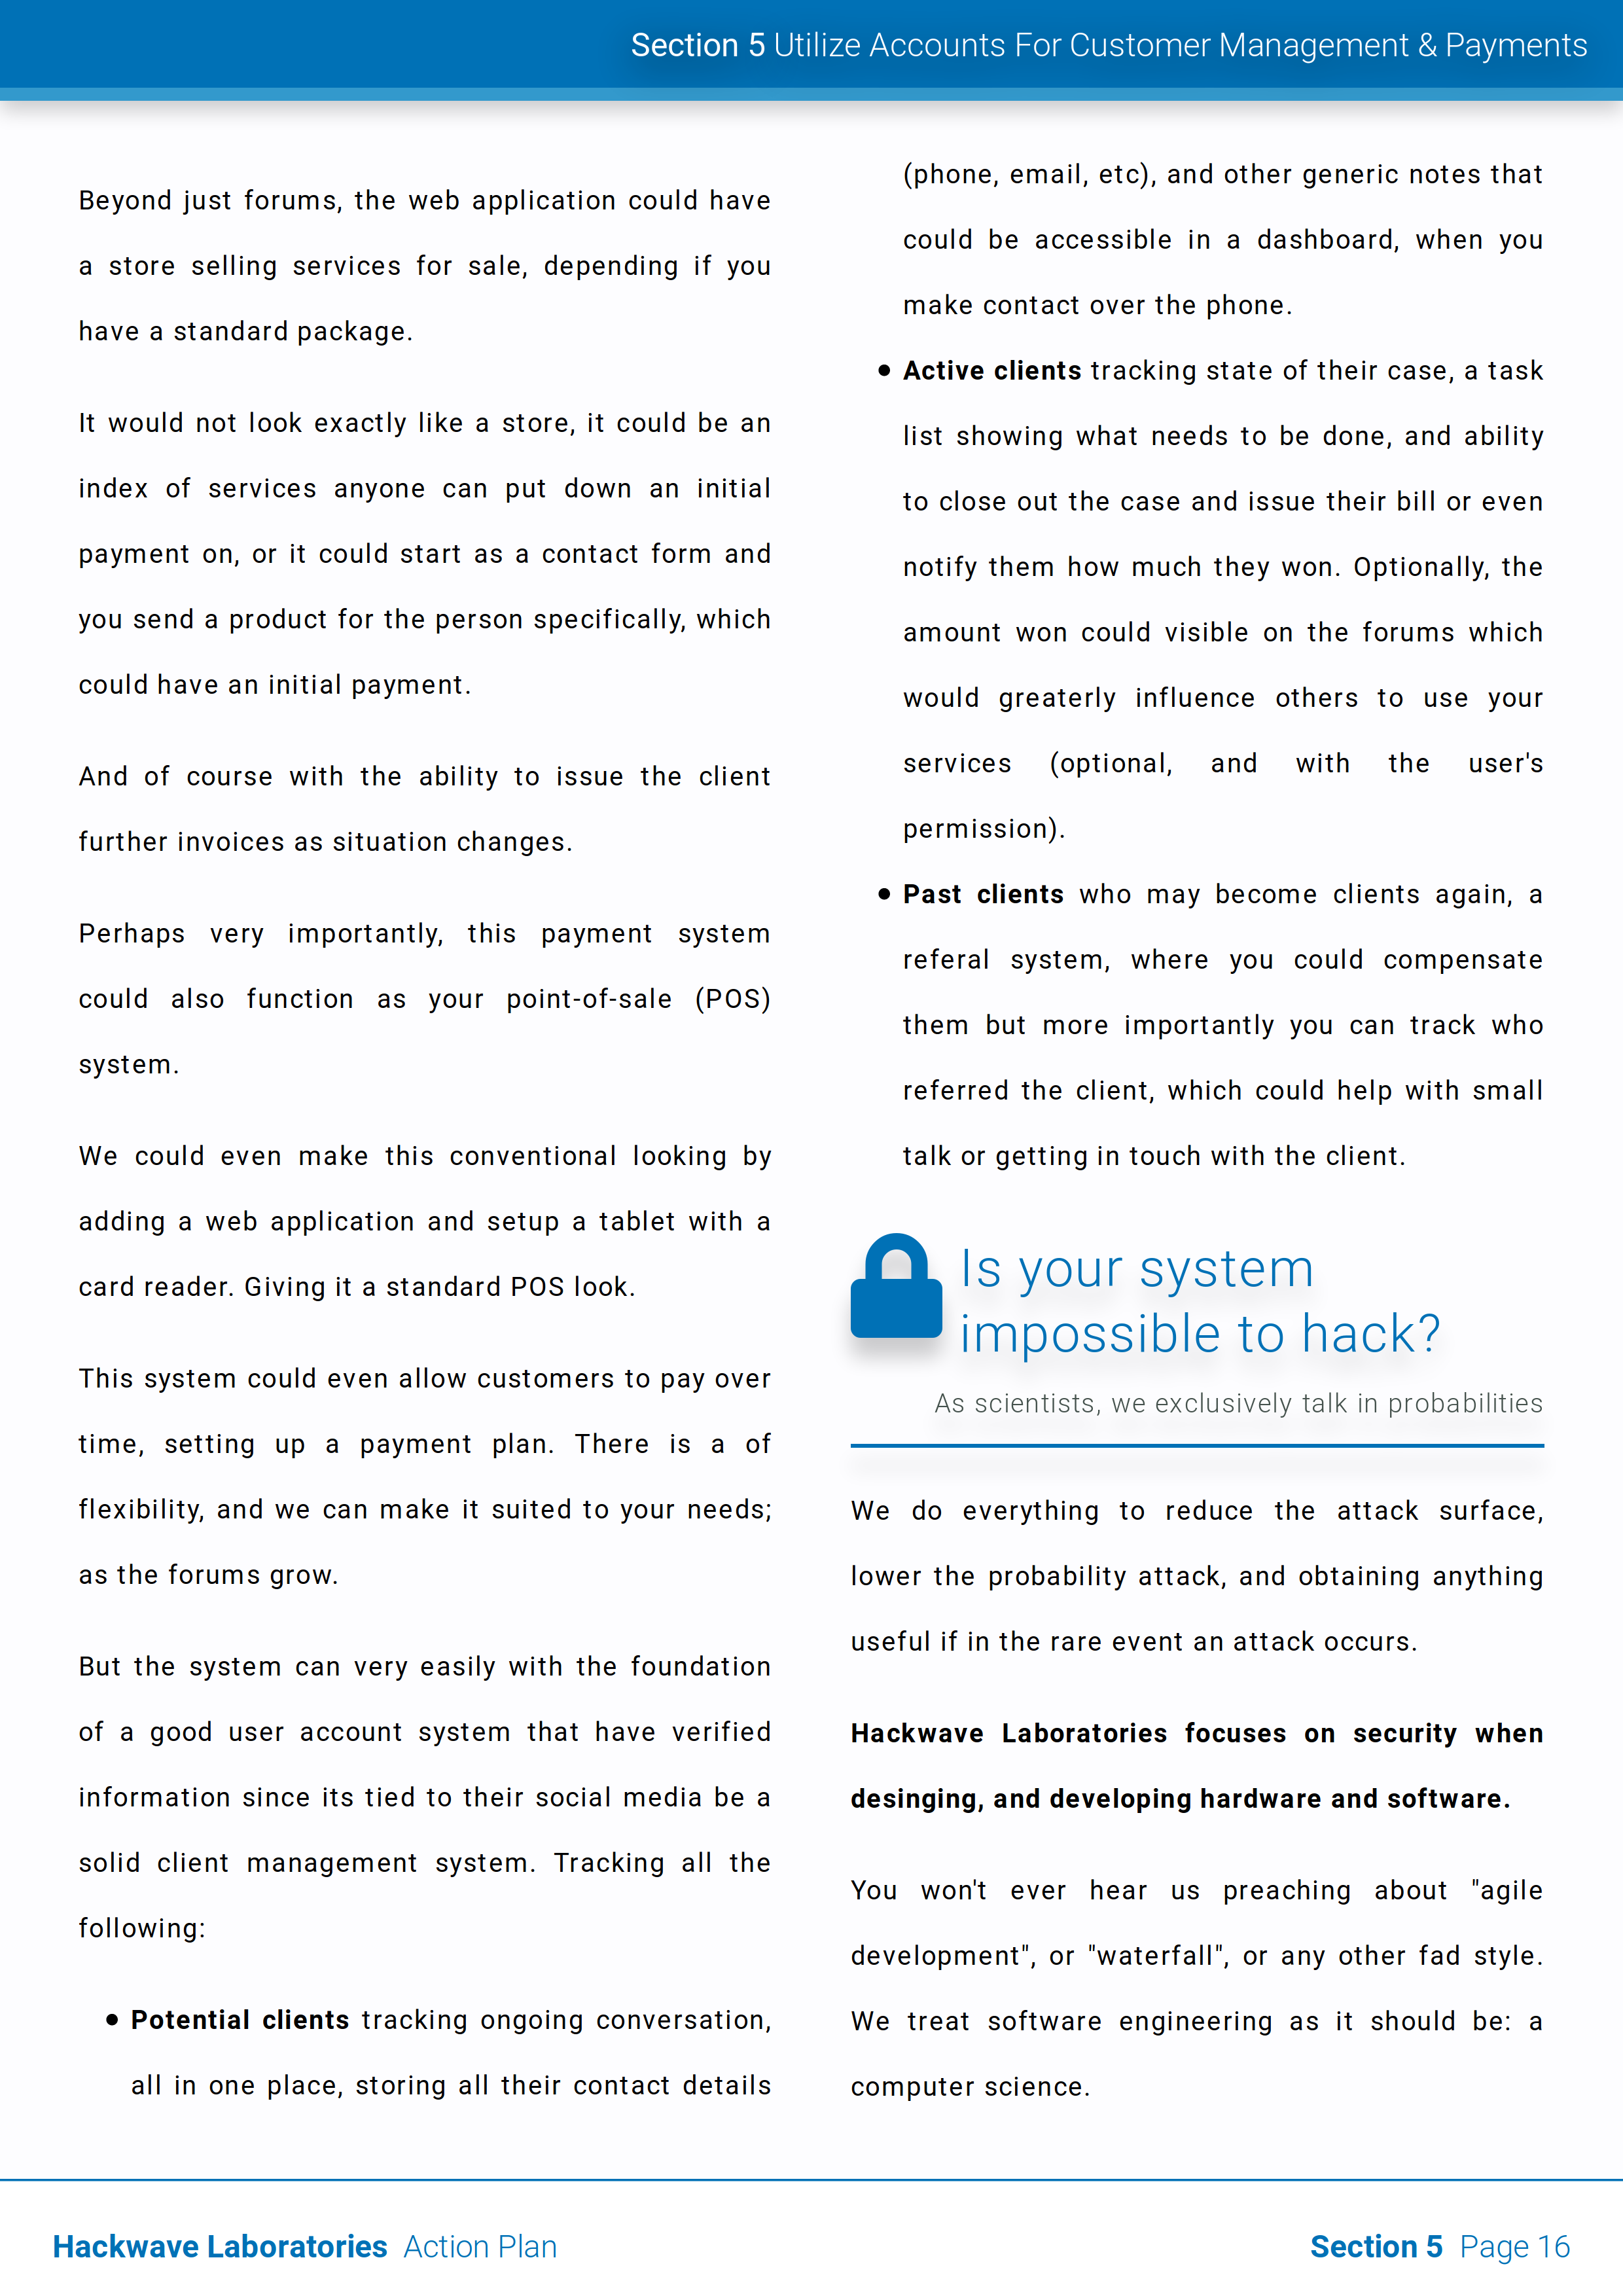 Section 5 Utilize Accounts For Customer Management & Payments
Beyond just forums, the web application could have
a store selling services for sale, depending if you
have a standard package.
It would not look exactly like a store, it could be an
index of services anyone can put down an initial
payment on, or it could start as a contact form and
you send a product for the person specifically, which
could have an initial payment.
And of course with the ability to issue the client
further invoices as situation changes.
Perhaps very importantly, this payment system
could also function as your point-of-sale (POS)
system.
We could even make this conventional looking by
adding a web application and setup a tablet with a
card reader. Giving it a standard POS look.
This system could even allow customers to pay over
time, setting up a payment plan. There is a of
flexibility, and we can make it suited to your needs;
as the forums grow.
But the system can very easily with the foundation
of a good user account system that have verified
information since its tied to their social media be a
solid client management system. Tracking all the
following:
● Potential clients tracking ongoing conversation,
all in one place, storing all their contact details
(phone, email, etc), and other generic notes that
could be accessible in a dashboard, when you
make contact over the phone.
● Active clients tracking state of their case, a task
list showing what needs to be done, and ability
to close out the case and issue their bill or even
notify them how much they won. Optionally, the
amount won could visible on the forums which
would greaterly influence others to use your
services (optional, and with the user's
permission).
● Past clients who may become clients again, a
referal system, where you could compensate
them but more importantly you can track who
referred the client, which could help with small
talk or getting in touch with the client.
Is your system
impossible to hack?
As scientists, we exclusively talk in probabilities
We do everything to reduce the attack surface,
lower the probability attack, and obtaining anything
useful if in the rare event an attack occurs.
Hackwave Laboratories focuses on security when
desinging, and developing hardware and software.
You won't ever hear us preaching about "agile
development", or "waterfall", or any other fad style.
We treat software engineering as it should be: a
computer science.
Hackwave Laboratories Action Plan
Section 5 Page 16